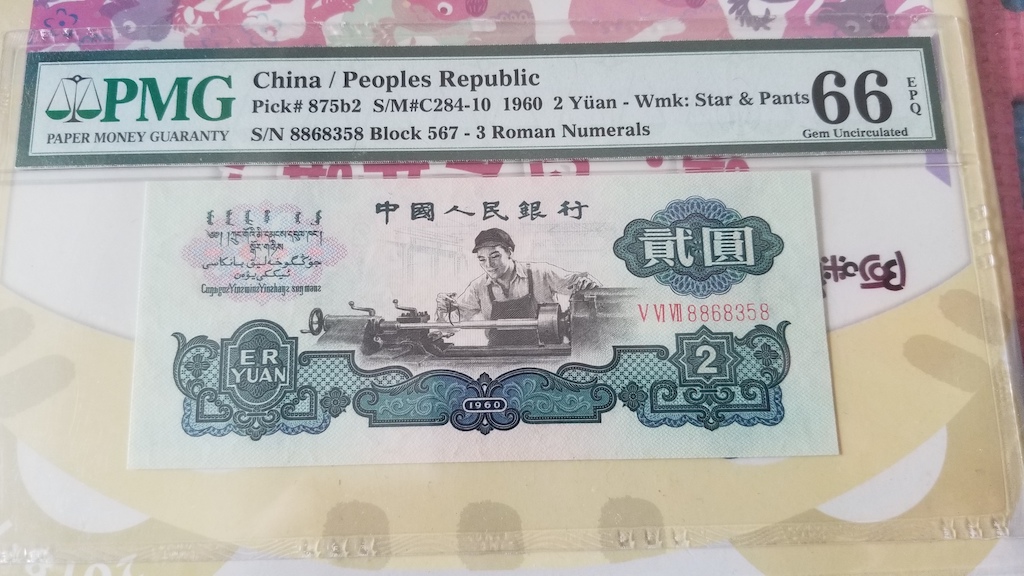 PMG
PAPER MONEY GUARANTY
China / Peoples Republic
Pick# 875b2 S/M#C284-10 1960 2 Yüan - Wmk: Star & Pants
S/N 8868358 Block 567 - 3 Roman Numerals
66 EPQ
Gem Uncirculated
中國人民銀行
貳圓
V VI VII 8868358
ER
YUAN
2
1960